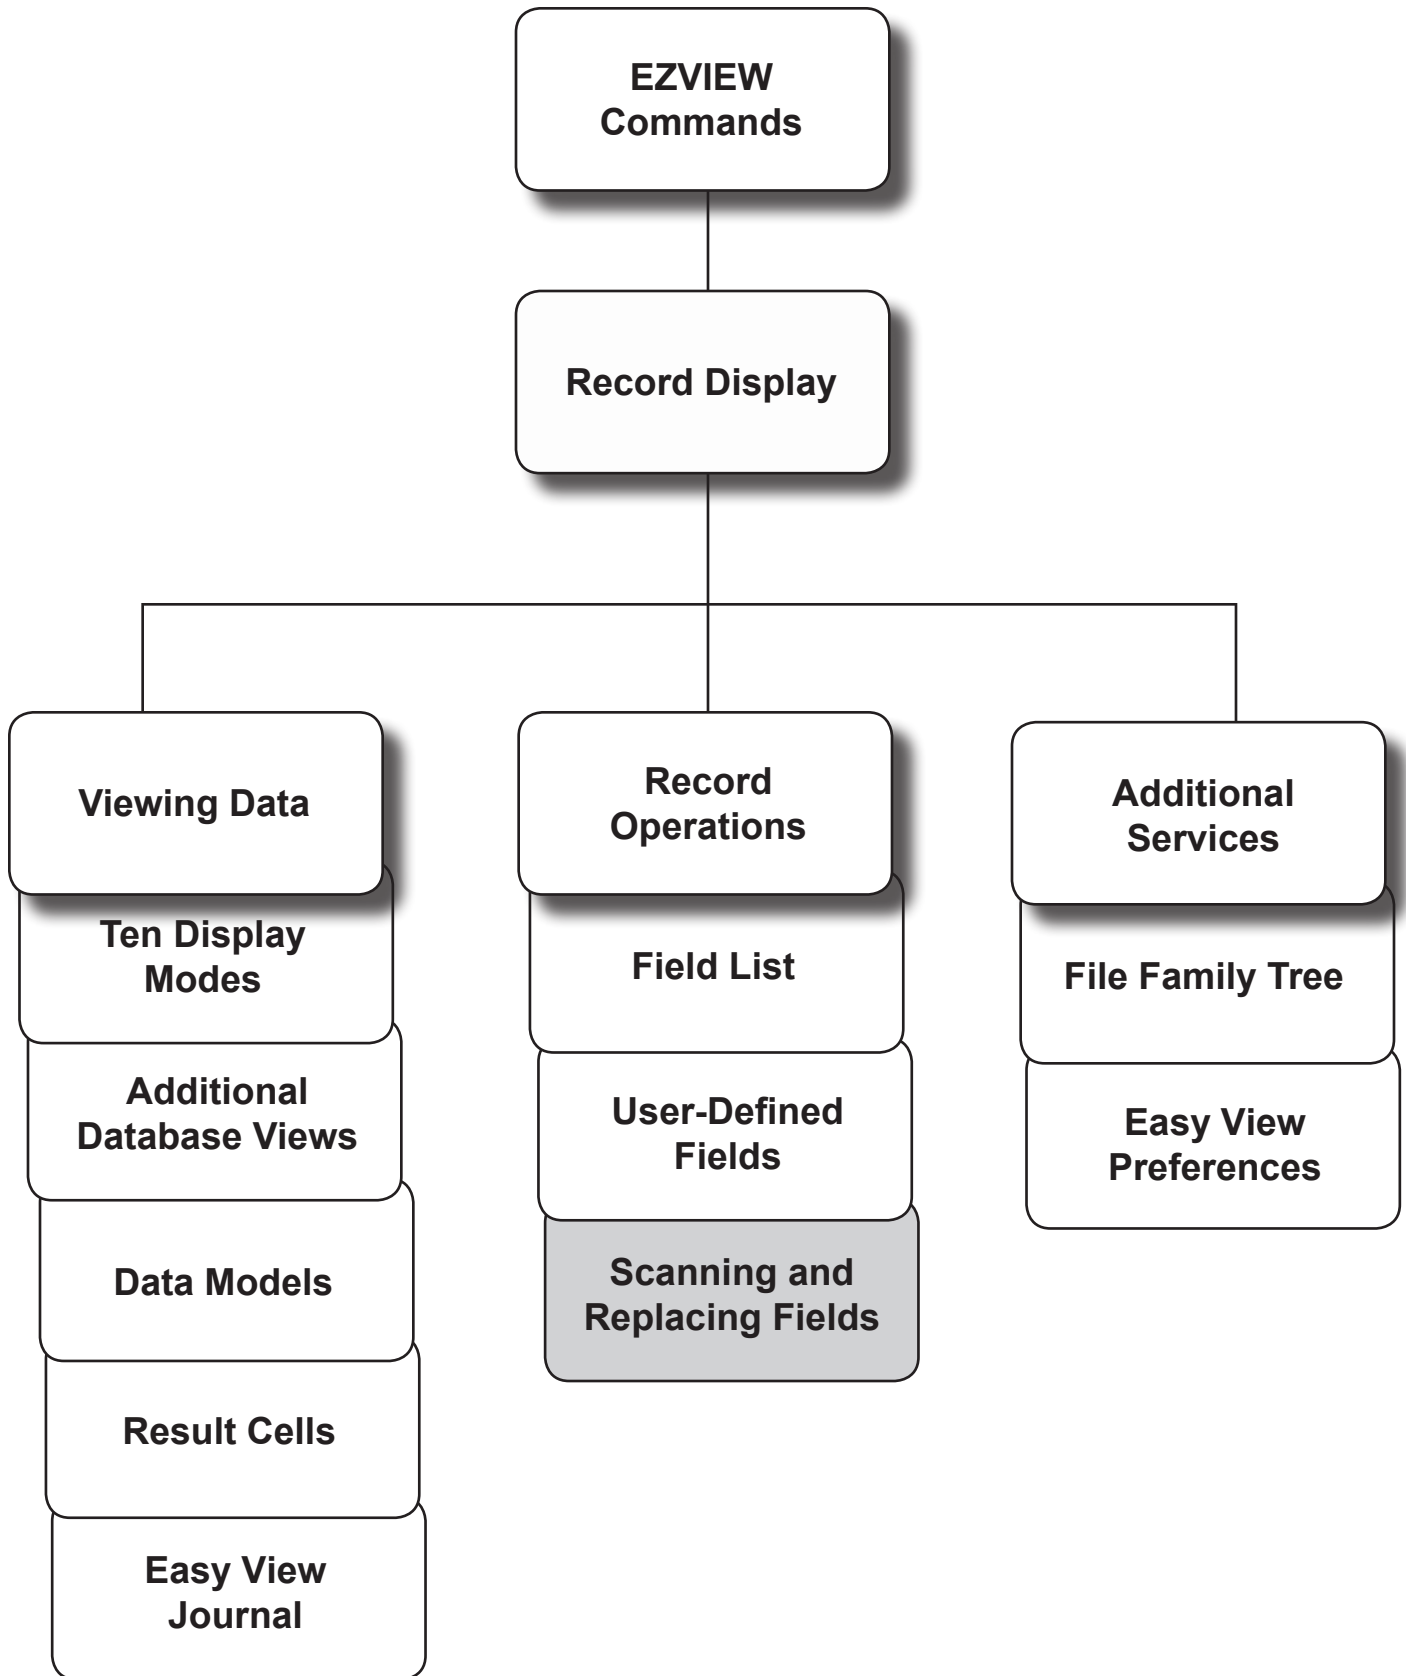 EZVIEW
Commands
Record Display
Viewing Data
Ten Display
Modes
Additional
Database Views
Data Models
Result Cells
Easy View
Journal
Record
Operations
Field List
User-Defined
Fields
Scanning and
Replacing Fields
Additional
Services
File Family Tree
Easy View
Preferences